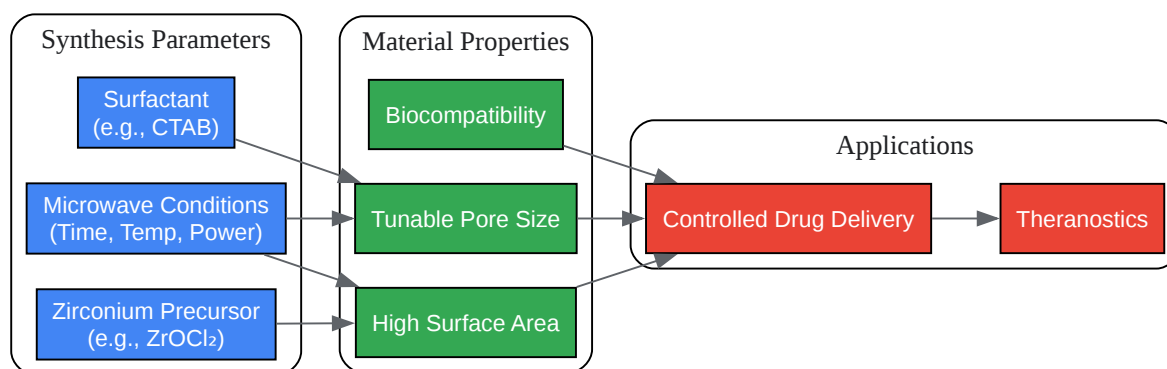 Synthesis Parameters
Surfactant
(e.g., CTAB)
Microwave Conditions
(Time, Temp, Power)
Zirconium Precursor
(e.g., ZrOCl₂)
Material Properties
Biocompatibility
Tunable Pore Size
High Surface Area
Applications
Controlled Drug Delivery
Theranostics